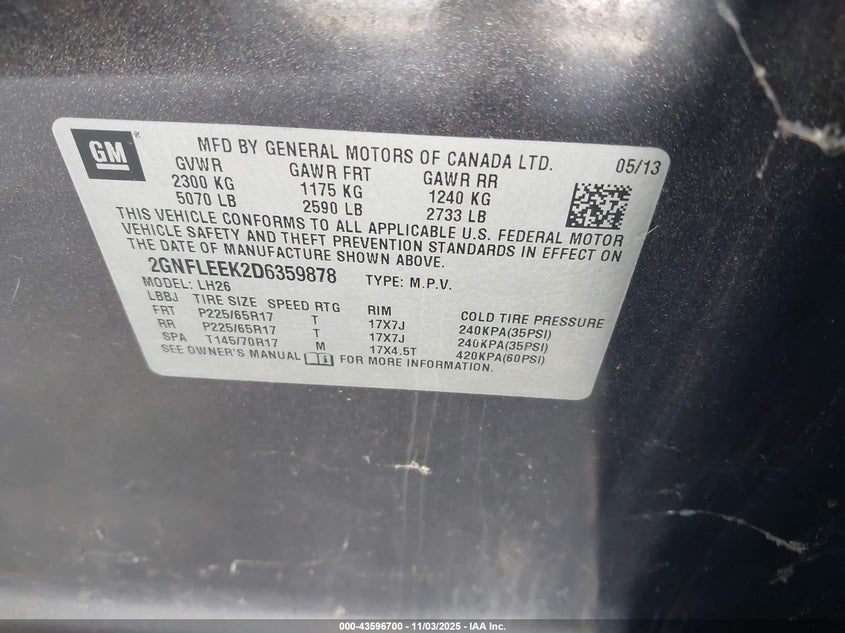 GM
MFD BY GENERAL MOTORS OF CANADA LTD. 05/13
GVWR GAWR FRT GAWR RR
2300 KG 1175 KG 1240 KG
5070 LB 2590 LB 2733 LB
THIS VEHICLE CONFORMS TO ALL APPLICABLE U.S. FEDERAL MOTOR
VEHICLE SAFETY AND THEFT PREVENTION STANDARDS IN EFFECT ON
THE DATE OF MANUFACTURE SHOWN ABOVE.
2GNFLEEK2D6359878 TYPE: M.P.V.
MODEL: LH26
LBBJ TIRE SIZE SPEED RTG RIM COLD TIRE PRESSURE
FRT P225/65R17 T 17X7J 240KPA(35PSI)
RR P225/65R17 T 17X7J 240KPA(35PSI)
SPA T145/70R17 M 17X4.5T 420KPA(60PSI)
SEE OWNER'S MANUAL FOR MORE INFORMATION.
000-43596700 - 11/03/2025 - IAA Inc.